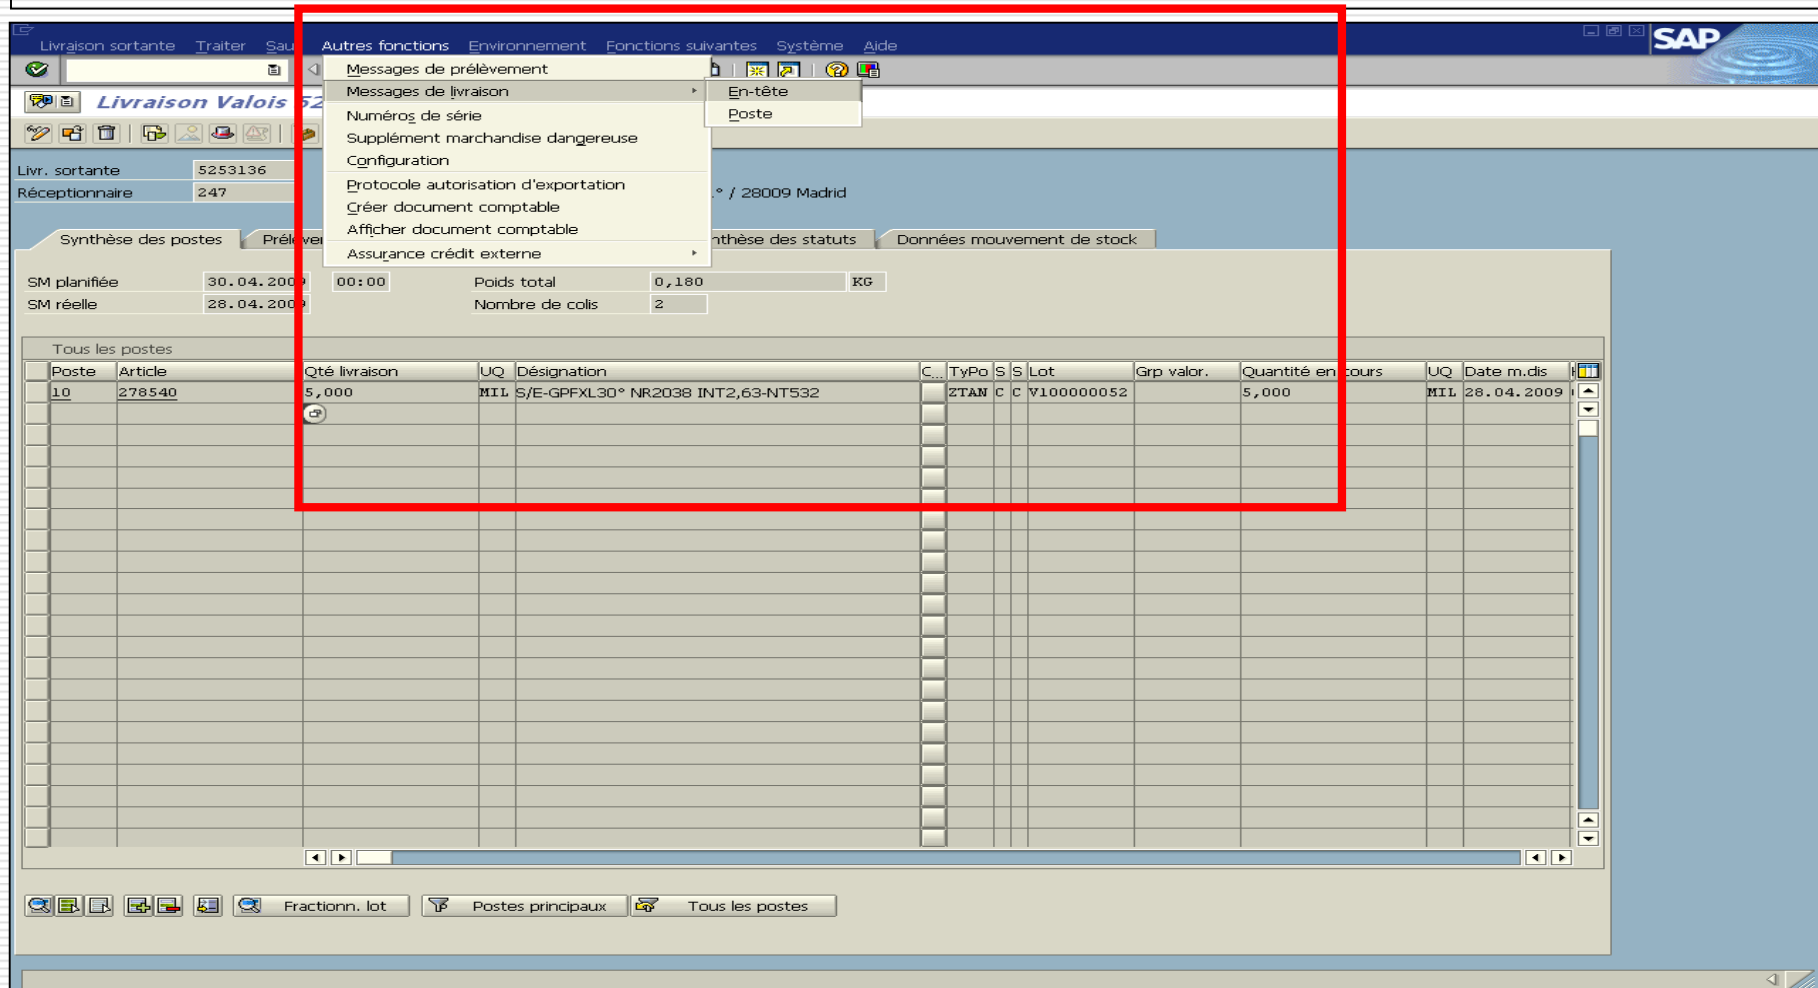 Livraison sortante Traiter Sau Autres fonctions Environnement Fonctions suivantes Système Aide
SAP
Messages de prélèvement
Livraison Valois 52
Messages de livraison
En-tête
Poste
Numéros de série
Supplément marchandise dangereuse
Configuration
Protocole autorisation d'exportation
Créer document comptable
Afficher document comptable
Assurance crédit externe
Livr. sortante 5253136
Réceptionnaire 247 .° / 28009 Madrid
Synthèse des postes Prélever nthèse des statuts Données mouvement de stock
SM planifiée 30.04.2009 00:00 Poids total 0,180 KG
SM réelle 28.04.2009 Nombre de colis 2
Tous les postes
Poste Article Qté livraison UQ Désignation C... TyPo S S Lot Grp valor. Quantité en cours UQ Date m.dis
10 278540 5,000 MIL S/E-GPFXL30° NR2038 INT2,63-NT532 ZTAN C C V100000052 5,000 MIL 28.04.2009
Fractionn. lot Postes principaux Tous les postes